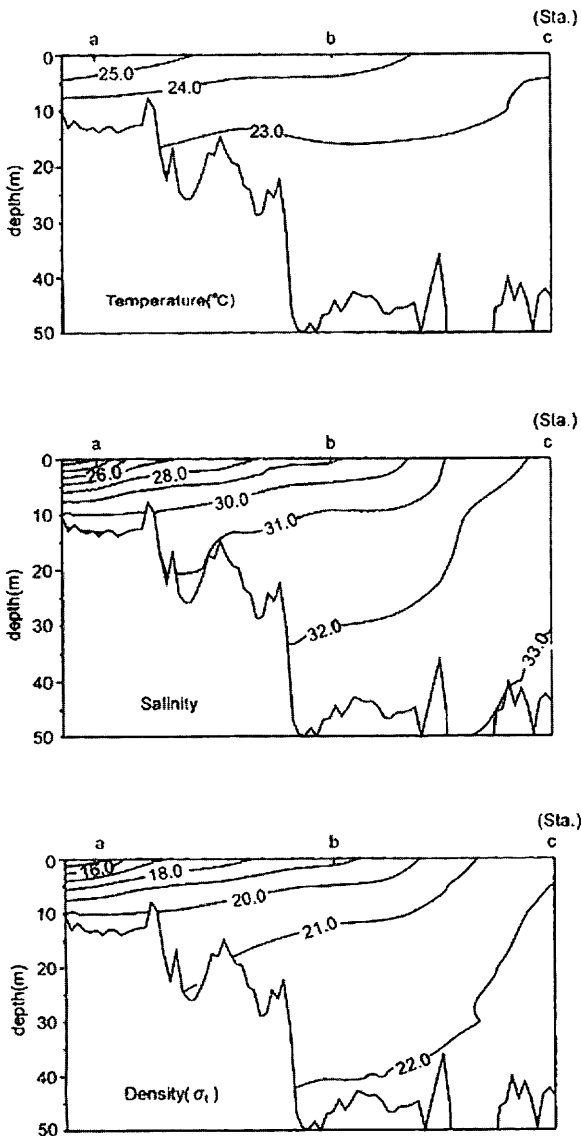 (Sta.)
a b c
0
25.0
24.0
10
23.0
20
depth(m)
30
40
Temperature(°C)
50
(Sta.)
a b c
0
26.0 28.0
30.0
10
31.0
20
depth(m)
30
32.0
33.0
40
Salinity
50
(Sta.)
a b c
0
16.0 18.0
20.0
10
21.0
20
depth(m)
30
22.0
40
Density(σt)
50